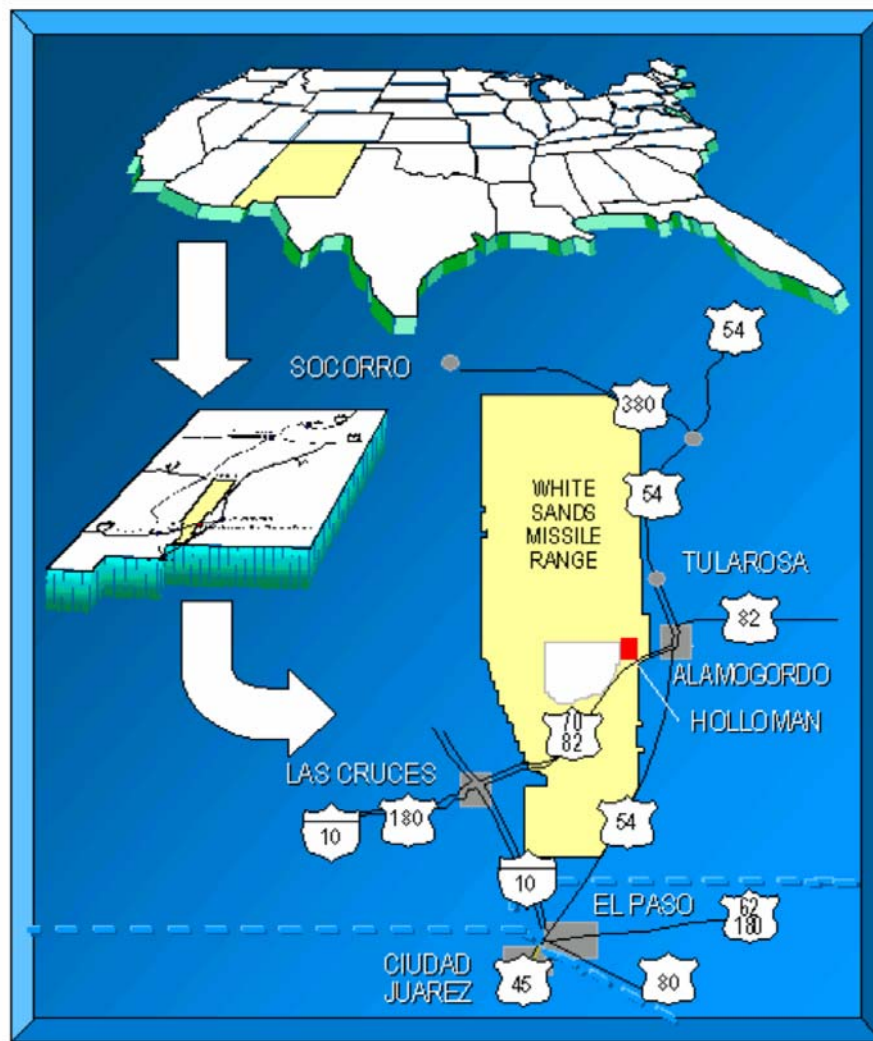 54
SOCORRO
380
WHITE
SANDS
MISSILE
RANGE
54
TULAROSA
82
ALAMOGORDO
HOLLOMAN
70
82
LAS CRUCES
10
180
54
10
EL PASO
62
180
CIUDAD
JUAREZ
45
80